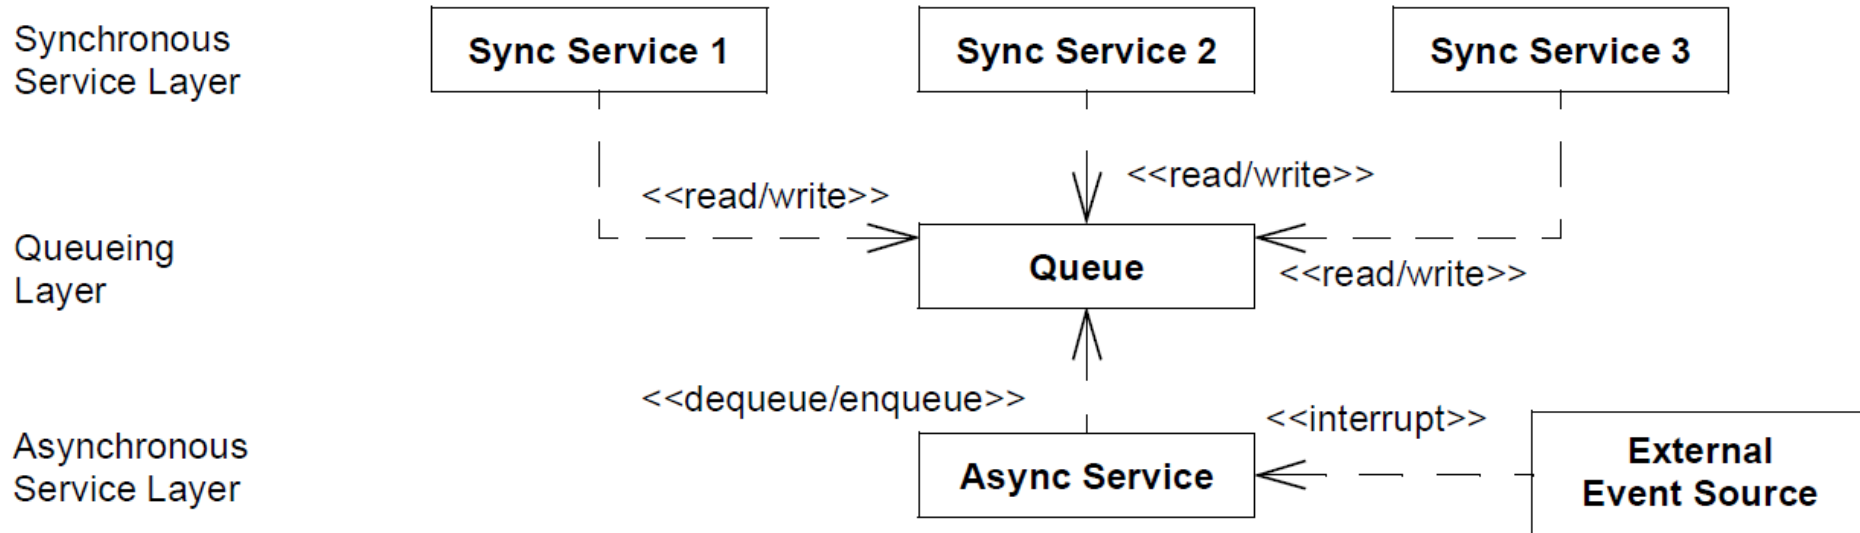 Synchronous
Service Layer
Sync Service 1
Sync Service 2
Sync Service 3
<<read/write>>
<<read/write>>
Queueing
Layer
Queue
<<read/write>>
<<dequeue/enqueue>>
<<interrupt>>
Asynchronous
Service Layer
Async Service
External
Event Source